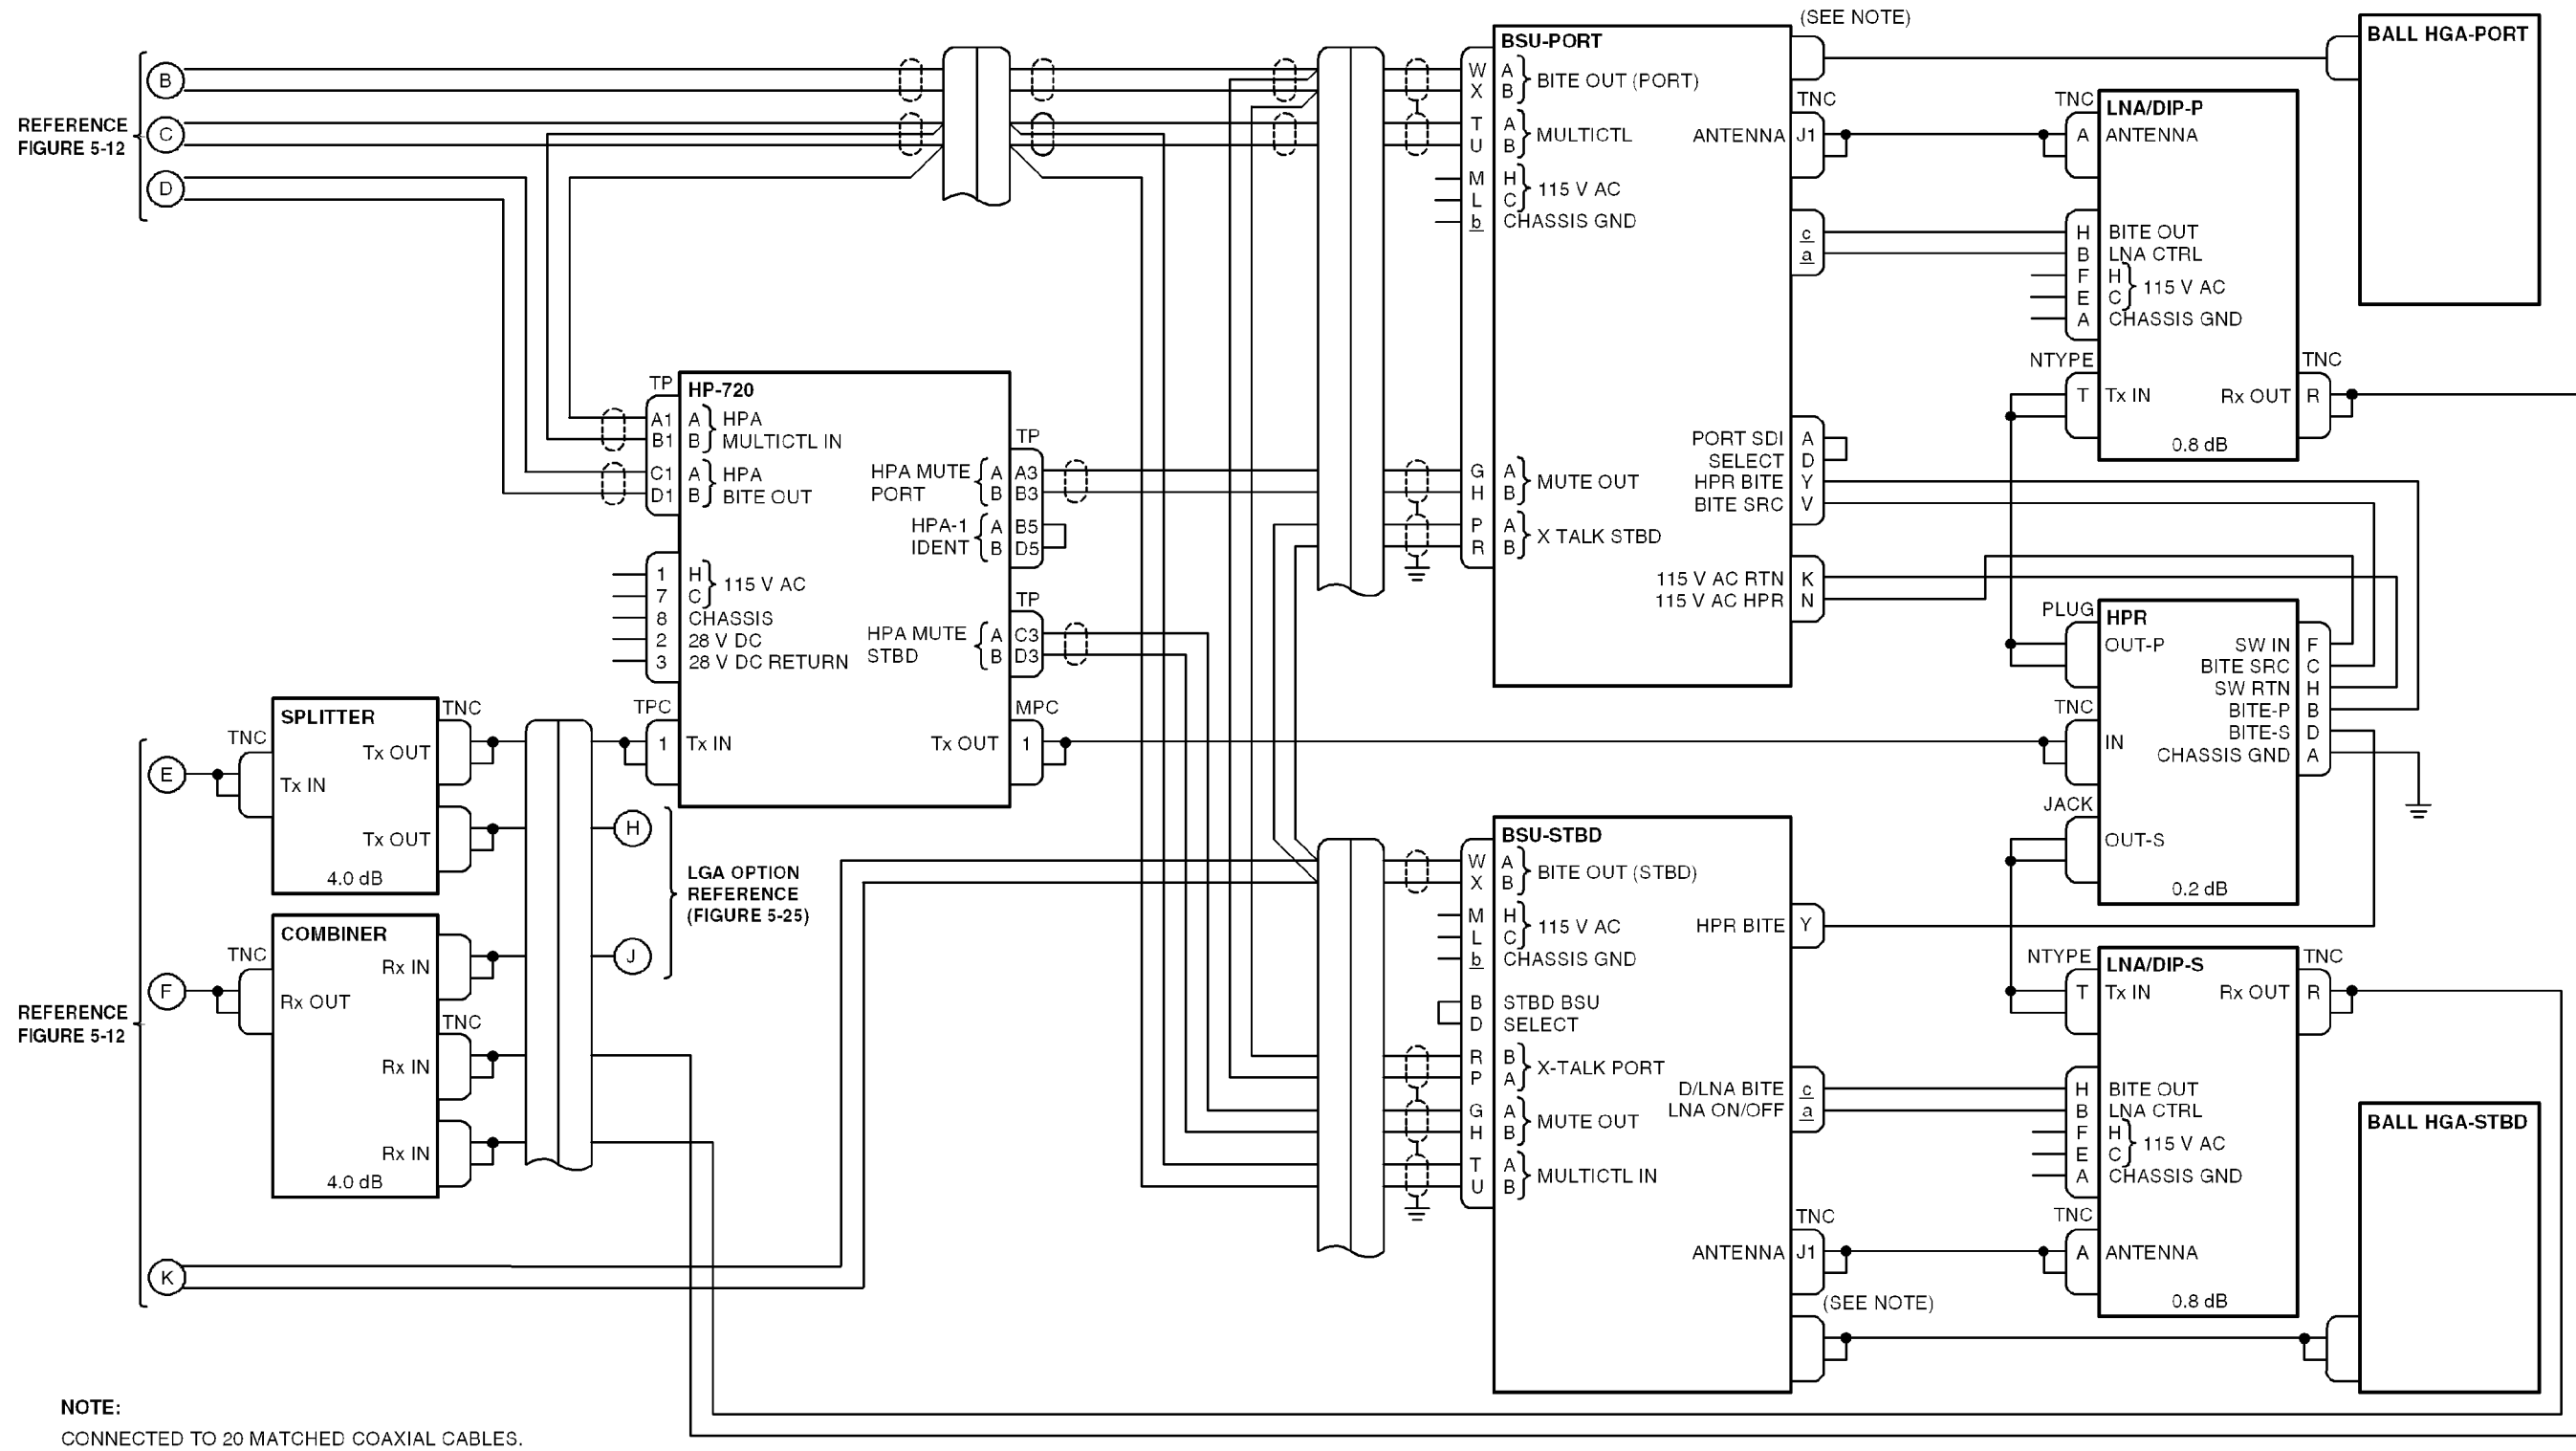 REFERENCE
FIGURE 5-12
B
C
D
HP-720
TP
A1 A HPA
B1 B MULTICTL IN
C1 A HPA
D1 B BITE OUT
1 H 115 V AC
7 C
8 CHASSIS
2 28 V DC
3 28 V DC RETURN
TPC
1 Tx IN
TP
HPA MUTE A A3
PORT B B3
HPA-1 A B5
IDENT B D5
TP
HPA MUTE A C3
STBD B D3
MPC
Tx OUT 1
REFERENCE
FIGURE 5-12
E
F
K
SPLITTER
TNC
Tx IN
TNC
Tx OUT
Tx OUT
4.0 dB
COMBINER
TNC
Rx OUT
Rx IN
TNC
Rx IN
Rx IN
4.0 dB
H
J
LGA OPTION
REFERENCE
(FIGURE 5-25)
BSU-PORT
W A BITE OUT (PORT)
X B
T A MULTICTL
U B
M H 115 V AC
L C
b CHASSIS GND
G A MUTE OUT
H B
P A X TALK STBD
R B
(SEE NOTE)
TNC
ANTENNA J1
c
a
PORT SDI A
SELECT D
HPR BITE Y
BITE SRC V
115 V AC RTN K
115 V AC HPR N
BALL HGA-PORT
LNA/DIP-P
TNC
A ANTENNA
H BITE OUT
B LNA CTRL
F H 115 V AC
E C
A CHASSIS GND
NTYPE
T Tx IN
TNC
Rx OUT R
0.8 dB
HPR
PLUG
OUT-P
TNC
IN
JACK
OUT-S
SW IN F
BITE SRC C
SW RTN H
BITE-P B
BITE-S D
CHASSIS GND A
0.2 dB
BSU-STBD
W A BITE OUT (STBD)
X B
M H 115 V AC
L C
b CHASSIS GND
B STBD BSU
D SELECT
R B X-TALK PORT
P A
G A MUTE OUT
H B
T A MULTICTL IN
U B
HPR BITE Y
D/LNA BITE c
LNA ON/OFF a
TNC
ANTENNA J1
(SEE NOTE)
LNA/DIP-S
NTYPE
T Tx IN
TNC
Rx OUT R
H BITE OUT
B LNA CTRL
F H 115 V AC
E C
A CHASSIS GND
TNC
A ANTENNA
0.8 dB
BALL HGA-STBD
NOTE:
CONNECTED TO 20 MATCHED COAXIAL CABLES.